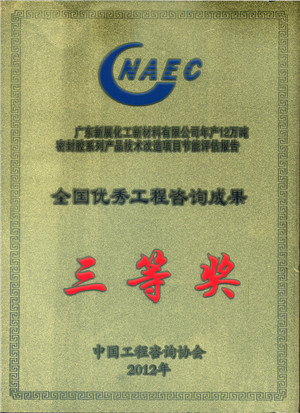 CNAEC
广东新展化工新材料有限公司年产12万吨
密封胶系列产品技术改造项目节能评估报告
全国优秀工程咨询成果
三等奖
中国工程咨询协会
2012年